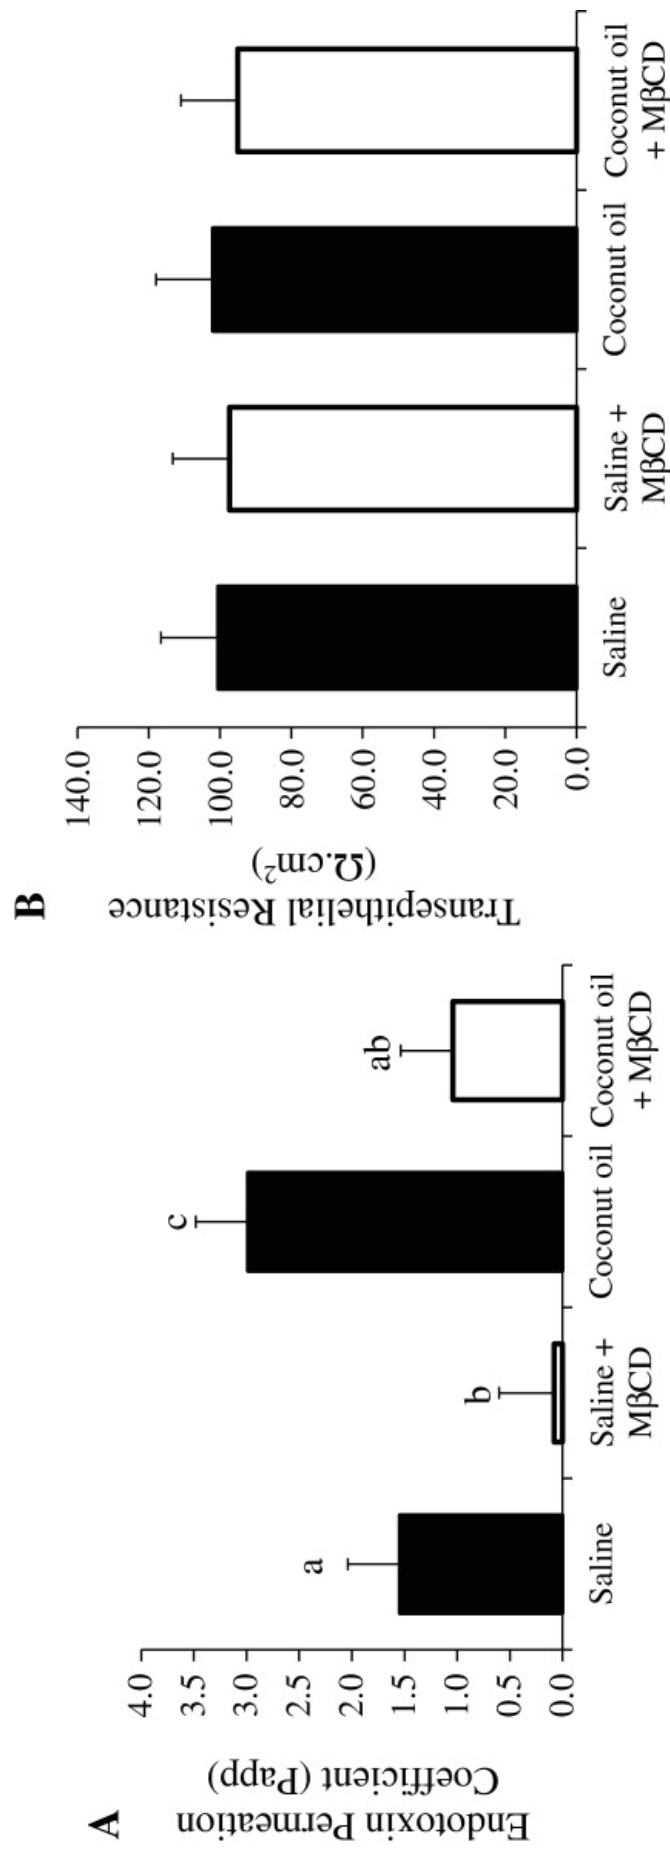 A
Endotoxin Permeation
Coefficient (Papp)
4.0
3.5
3.0
2.5
2.0
1.5
1.0
0.5
0.0
a
b
c
ab
Saline
Saline +
MβCD
Coconut oil
Coconut oil
+ MβCD
B
Transepithelial Resistance
(Ω.cm²)
140.0
120.0
100.0
80.0
60.0
40.0
20.0
0.0
Saline
Saline +
MβCD
Coconut oil
Coconut oil
+ MβCD